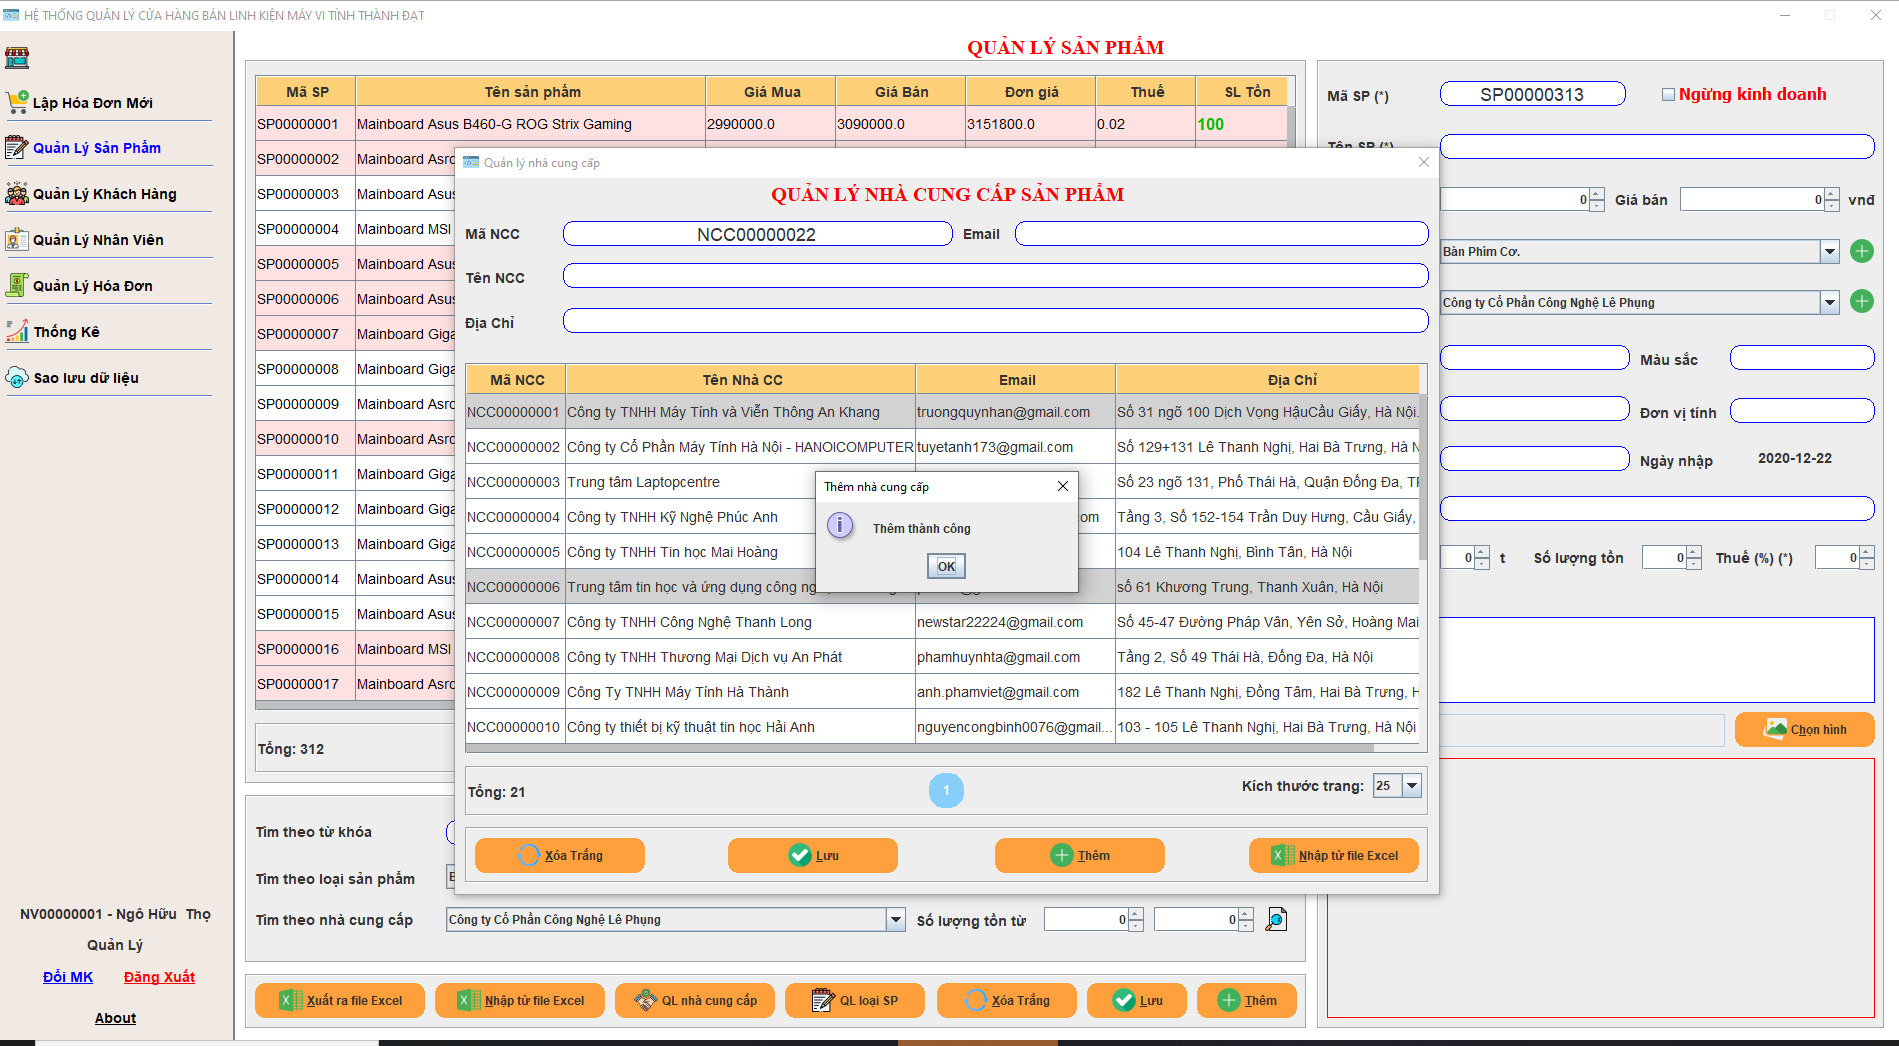 HỆ THỐNG QUẢN LÝ CỬA HÀNG BÁN LINH KIỆN MÁY VI TÍNH THÀNH ĐẠT
Lập Hóa Đơn Mới
Quản Lý Sản Phẩm
Quản Lý Khách Hàng
Quản Lý Nhân Viên
Quản Lý Hóa Đơn
Thống Kê
Sao lưu dữ liệu
NV00000001 - Ngô Hữu Thọ
Quản Lý
Đổi MK Đăng Xuất
About
QUẢN LÝ SẢN PHẨM
Mã SP Tên sản phẩm Giá Mua Giá Bán Đơn giá Thuế SL Tồn
SP00000001 Mainboard Asus B460-G ROG Strix Gaming 2990000.0 3090000.0 3151800.0 0.02 100
SP00000002 Mainboard Asro
SP00000003 Mainboard Asus
SP00000004 Mainboard MSI
SP00000005 Mainboard Asus
SP00000006 Mainboard Asus
SP00000007 Mainboard Giga
SP00000008 Mainboard Giga
SP00000009 Mainboard Asro
SP00000010 Mainboard Asro
SP00000011 Mainboard Giga
SP00000012 Mainboard Giga
SP00000013 Mainboard Giga
SP00000014 Mainboard Asus
SP00000015 Mainboard Asus
SP00000016 Mainboard MSI
SP00000017 Mainboard Asro
Tổng: 312
Tìm theo từ khóa
Tìm theo loại sản phẩm
Tìm theo nhà cung cấp Công ty Cổ Phần Công Nghệ Lê Phụng Số lượng tồn từ 0 0
Xuất ra file Excel Nhập từ file Excel QL nhà cung cấp QL loại SP Xóa Trắng Lưu Thêm
Quản lý nhà cung cấp
QUẢN LÝ NHÀ CUNG CẤP SẢN PHẨM
Mã NCC NCC00000022 Email
Tên NCC
Địa Chỉ
Mã NCC Tên Nhà CC Email Địa Chỉ
NCC00000001 Công ty TNHH Máy Tính và Viễn Thông An Khang truongquynhan@gmail.com Số 31 ngõ 100 Dịch Vọng HậuCầu Giấy, Hà Nội.
NCC00000002 Công ty Cổ Phần Máy Tính Hà Nội - HANOICOMPUTER tuyetanh173@gmail.com Số 129+131 Lê Thanh Nghị, Hai Bà Trưng, Hà N
NCC00000003 Trung tâm Laptopcentre Số 23 ngõ 131, Phố Thái Hà, Quận Đống Đa, TP
NCC00000004 Công ty TNHH Kỹ Nghệ Phúc Anh om Tầng 3, Số 152-154 Trần Duy Hưng, Cầu Giấy,
NCC00000005 Công ty TNHH Tin học Mai Hoàng 104 Lê Thanh Nghị, Bình Tân, Hà Nội
NCC00000006 Trung tâm tin học và ứng dụng công ng số 61 Khương Trung, Thanh Xuân, Hà Nội
NCC00000007 Công ty TNHH Công Nghệ Thanh Long newstar22224@gmail.com Số 45-47 Đường Pháp Vân, Yên Sở, Hoàng Mai
NCC00000008 Công ty TNHH Thương Mại Dịch vụ An Phát phamhuynhta@gmail.com Tầng 2, Số 49 Thái Hà, Đống Đa, Hà Nội
NCC00000009 Công Ty TNHH Máy Tính Hà Thành anh.phamviet@gmail.com 182 Lê Thanh Nghị, Đồng Tâm, Hai Bà Trưng, H
NCC00000010 Công ty thiết bị kỹ thuật tin học Hải Anh nguyencongbinh0076@gmail... 103 - 105 Lê Thanh Nghị, Hai Bà Trưng, Hà Nội
Tổng: 21 1 Kích thước trang: 25
Xóa Trắng Lưu Thêm Nhập từ file Excel
Thêm nhà cung cấp
Thêm thành công
OK
Mã SP (*) SP00000313 Ngừng kinh doanh
Tên SP (*)
0 Giá bán 0 vnđ
Bàn Phím Cơ.
Công ty Cổ Phần Công Nghệ Lê Phụng
Màu sắc
Đơn vị tính
Ngày nhập 2020-12-22
0 t Số lượng tồn 0 Thuế (%) (*) 0
Chọn hình